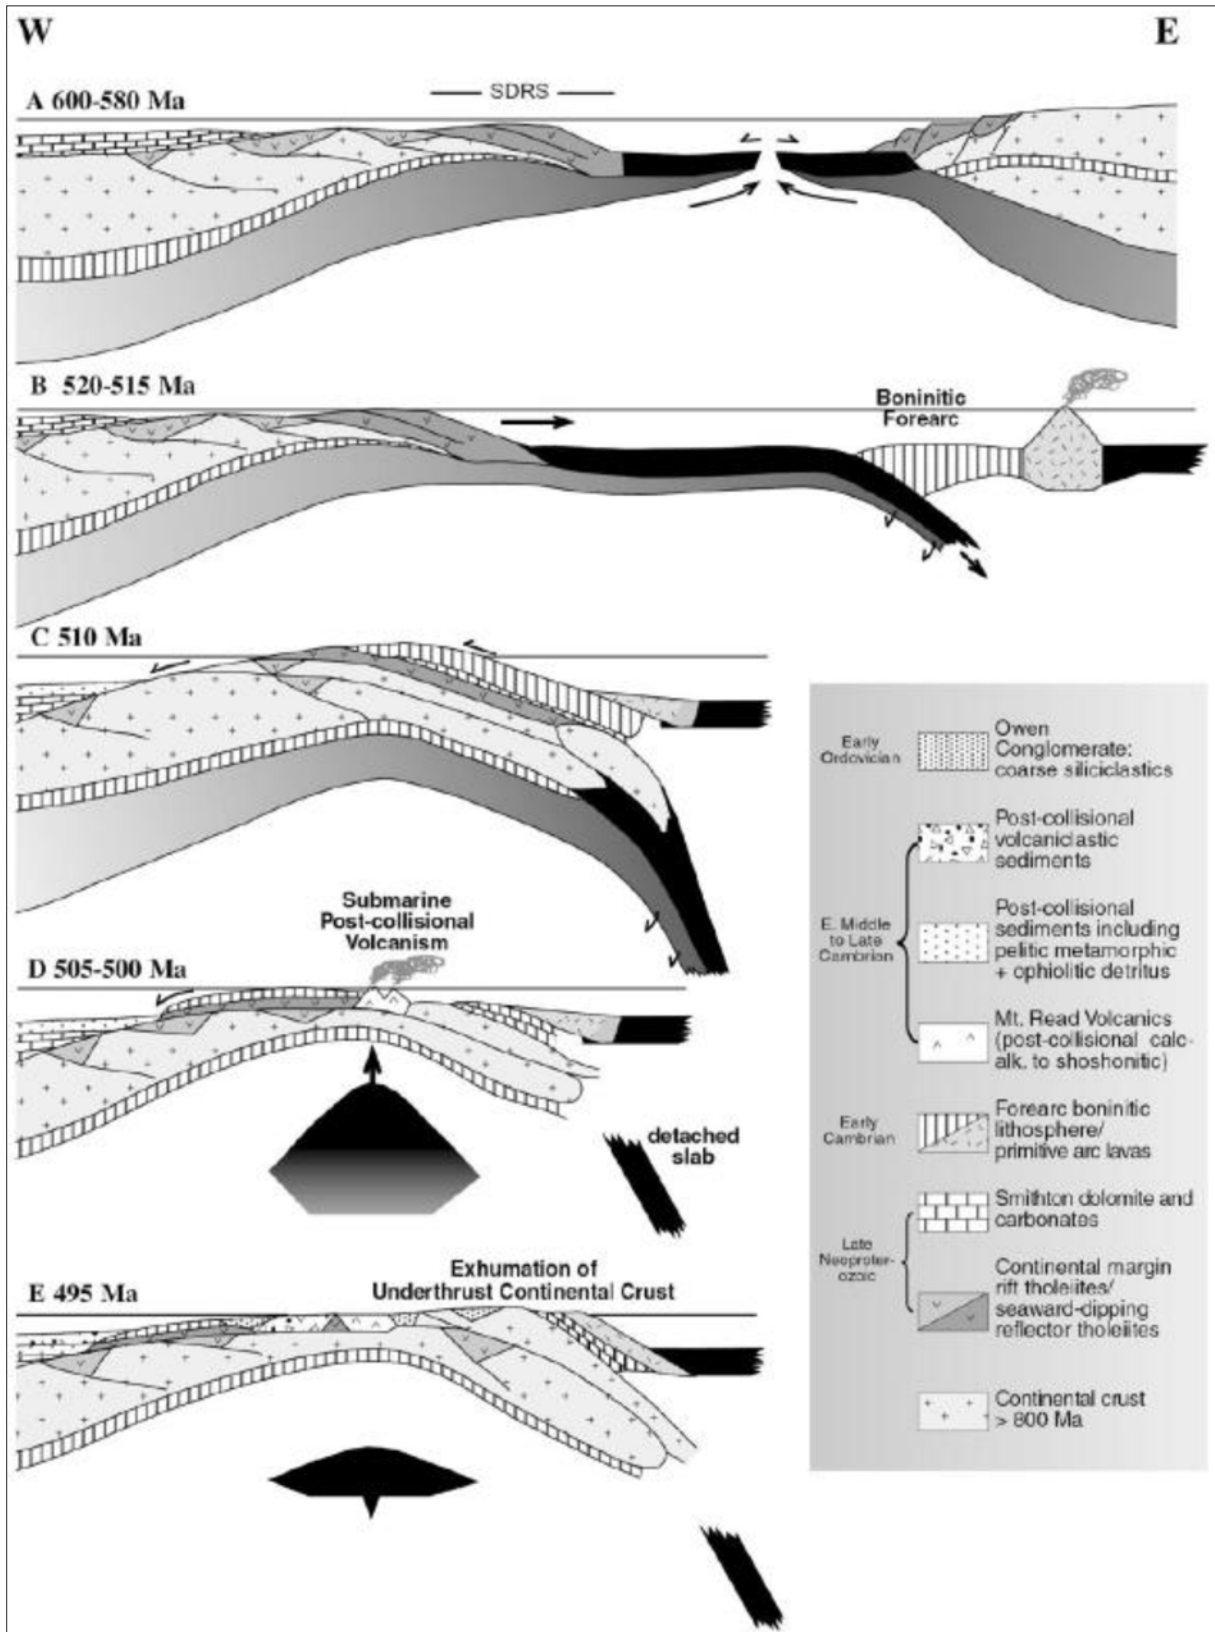 W
E
A 600-580 Ma
SDRS
B 520-515 Ma
Boninitic
Forearc
C 510 Ma
Submarine
Post-collisional
Volcanism
D 505-500 Ma
detached
slab
Exhumation of
Underthrust Continental Crust
E 495 Ma
Early
Ordovician
Owen
Conglomerate:
coarse siliciclastics
Post-collisional
volcaniclastic
sediments
E. Middle
to Late
Cambrian
Post-collisional
sediments including
pelitic metamorphic
+ ophiolitic detritus
Mt. Read Volcanics
(post-collisional calc-
alk. to shoshonitic)
Early
Cambrian
Forearc boninitic
lithosphere/
primitive arc lavas
Smithton dolomite and
carbonates
Late
Neoproter-
ozoic
Continental margin
rift tholeiites/
seaward-dipping
reflector tholeiites
Continental crust
> 800 Ma